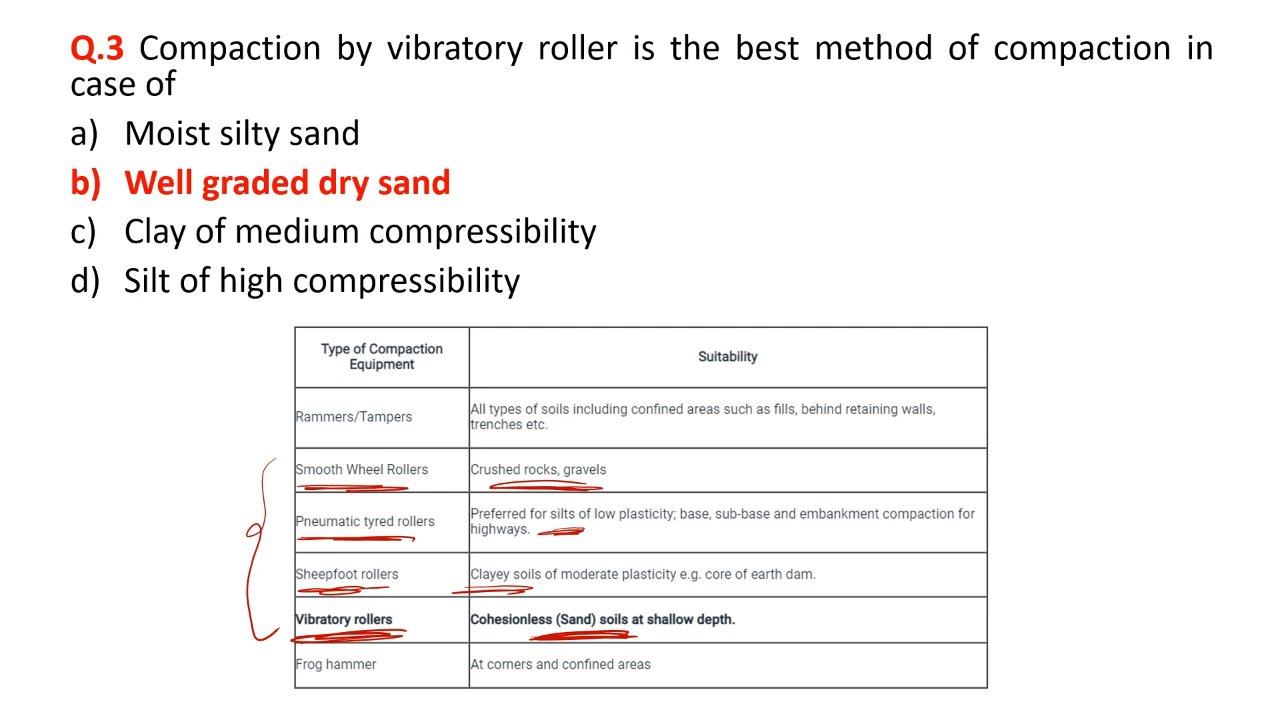 Q.3 Compaction by vibratory roller is the best method of compaction in
case of
a) Moist silty sand
b) Well graded dry sand
c) Clay of medium compressibility
d) Silt of high compressibility
Type of Compaction
Equipment
Suitability
Rammers/Tampers
All types of soils including confined areas such as fills, behind retaining walls,
trenches etc.
Smooth Wheel Rollers
Crushed rocks, gravels
Pneumatic tyred rollers
Preferred for silts of low plasticity; base, sub-base and embankment compaction for
highways.
Sheepfoot rollers
Clayey soils of moderate plasticity e.g. core of earth dam.
Vibratory rollers
Cohesionless (Sand) soils at shallow depth.
Frog hammer
At corners and confined areas